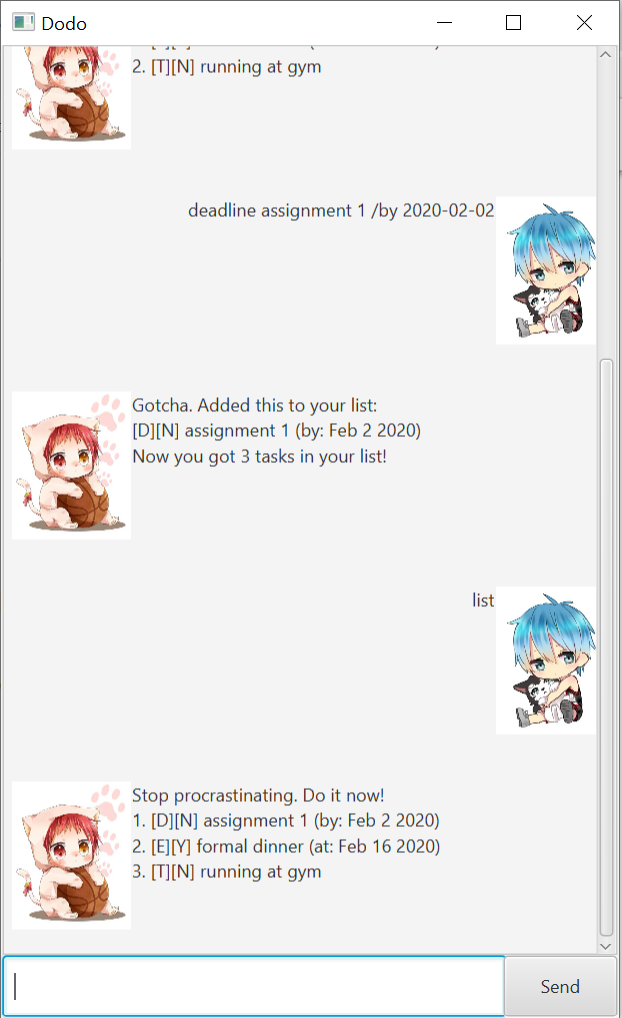 Dodo
2. [T][N] running at gym
deadline assignment 1 /by 2020-02-02
Gotcha. Added this to your list:
[D][N] assignment 1 (by: Feb 2 2020)
Now you got 3 tasks in your list!
list
Stop procrastinating. Do it now!
1. [D][N] assignment 1 (by: Feb 2 2020)
2. [E][Y] formal dinner (at: Feb 16 2020)
3. [T][N] running at gym
Send